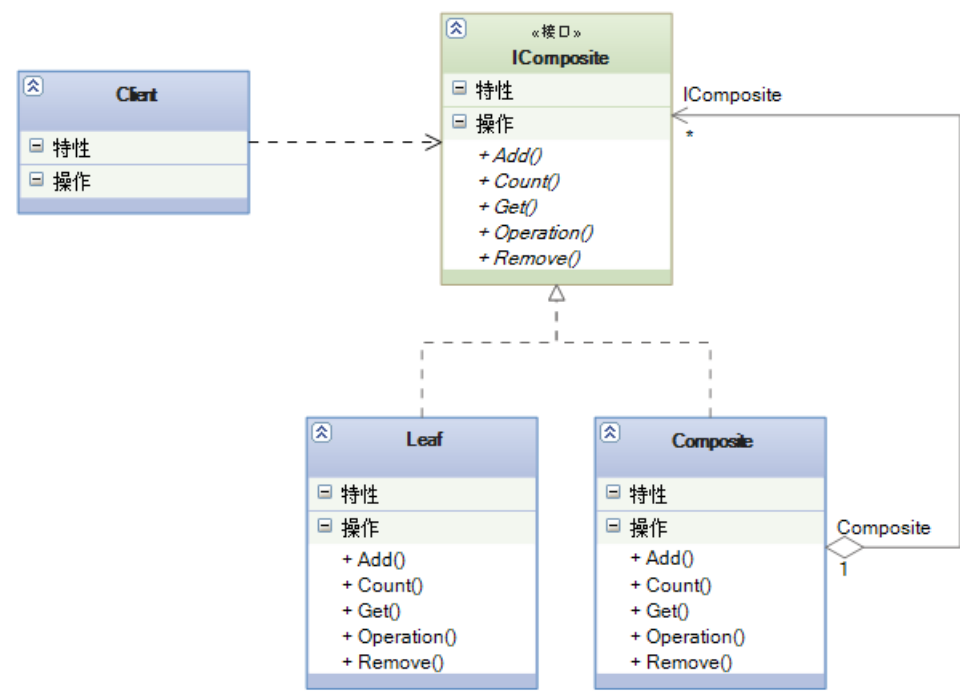 Client
特性
操作
«接口»
IComposite
特性
操作
+ Add()
+ Count()
+ Get()
+ Operation()
+ Remove()
IComposite
*
Leaf
特性
操作
+ Add()
+ Count()
+ Get()
+ Operation()
+ Remove()
Composite
特性
操作
+ Add()
+ Count()
+ Get()
+ Operation()
+ Remove()
Composite
1